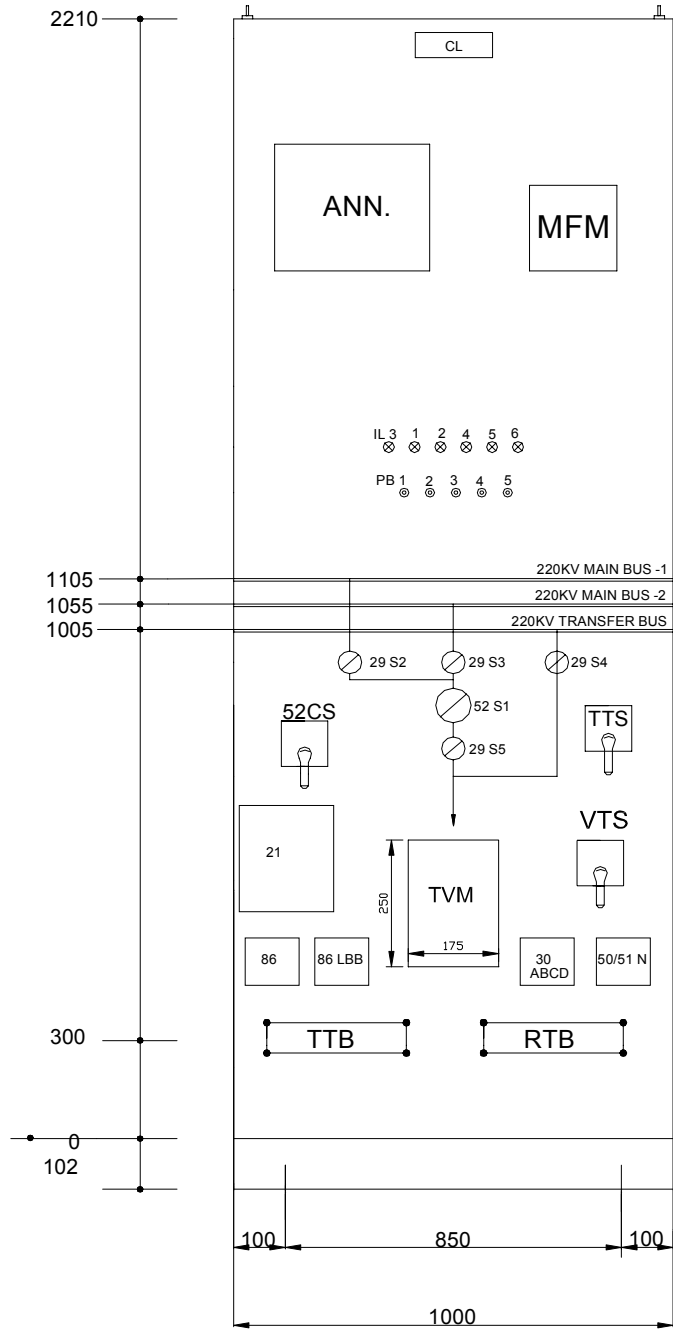 2210
CL
ANN.
MFM
IL 3 1 2 4 5 6
PB 1 2 3 4 5
220KV MAIN BUS -1
1105
220KV MAIN BUS -2
1055
220KV TRANSFER BUS
1005
29 S2
29 S3
29 S4
52 S1
52CS
TTS
29 S5
VTS
21
250
TVM
175
86
86 LBB
30
ABCD
50/51 N
300
TTB
RTB
0
102
100
850
100
1000